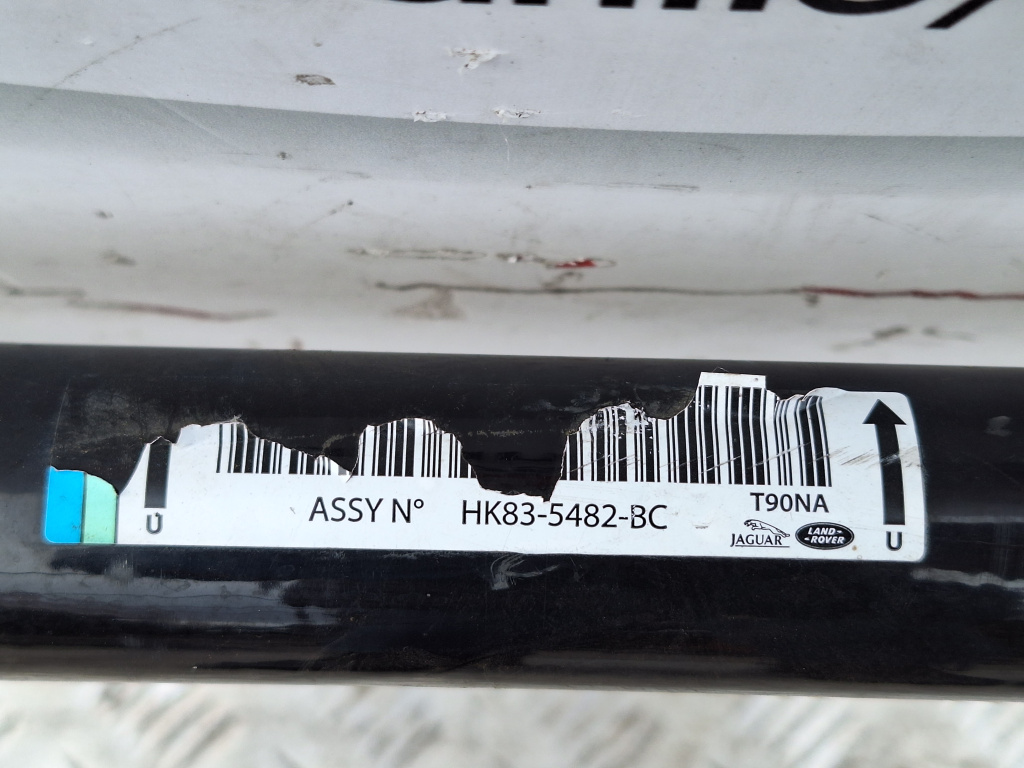 ASSY N° HK83-5482-BC
T90NA
JAGUAR
LAND-
-ROVER
U
U